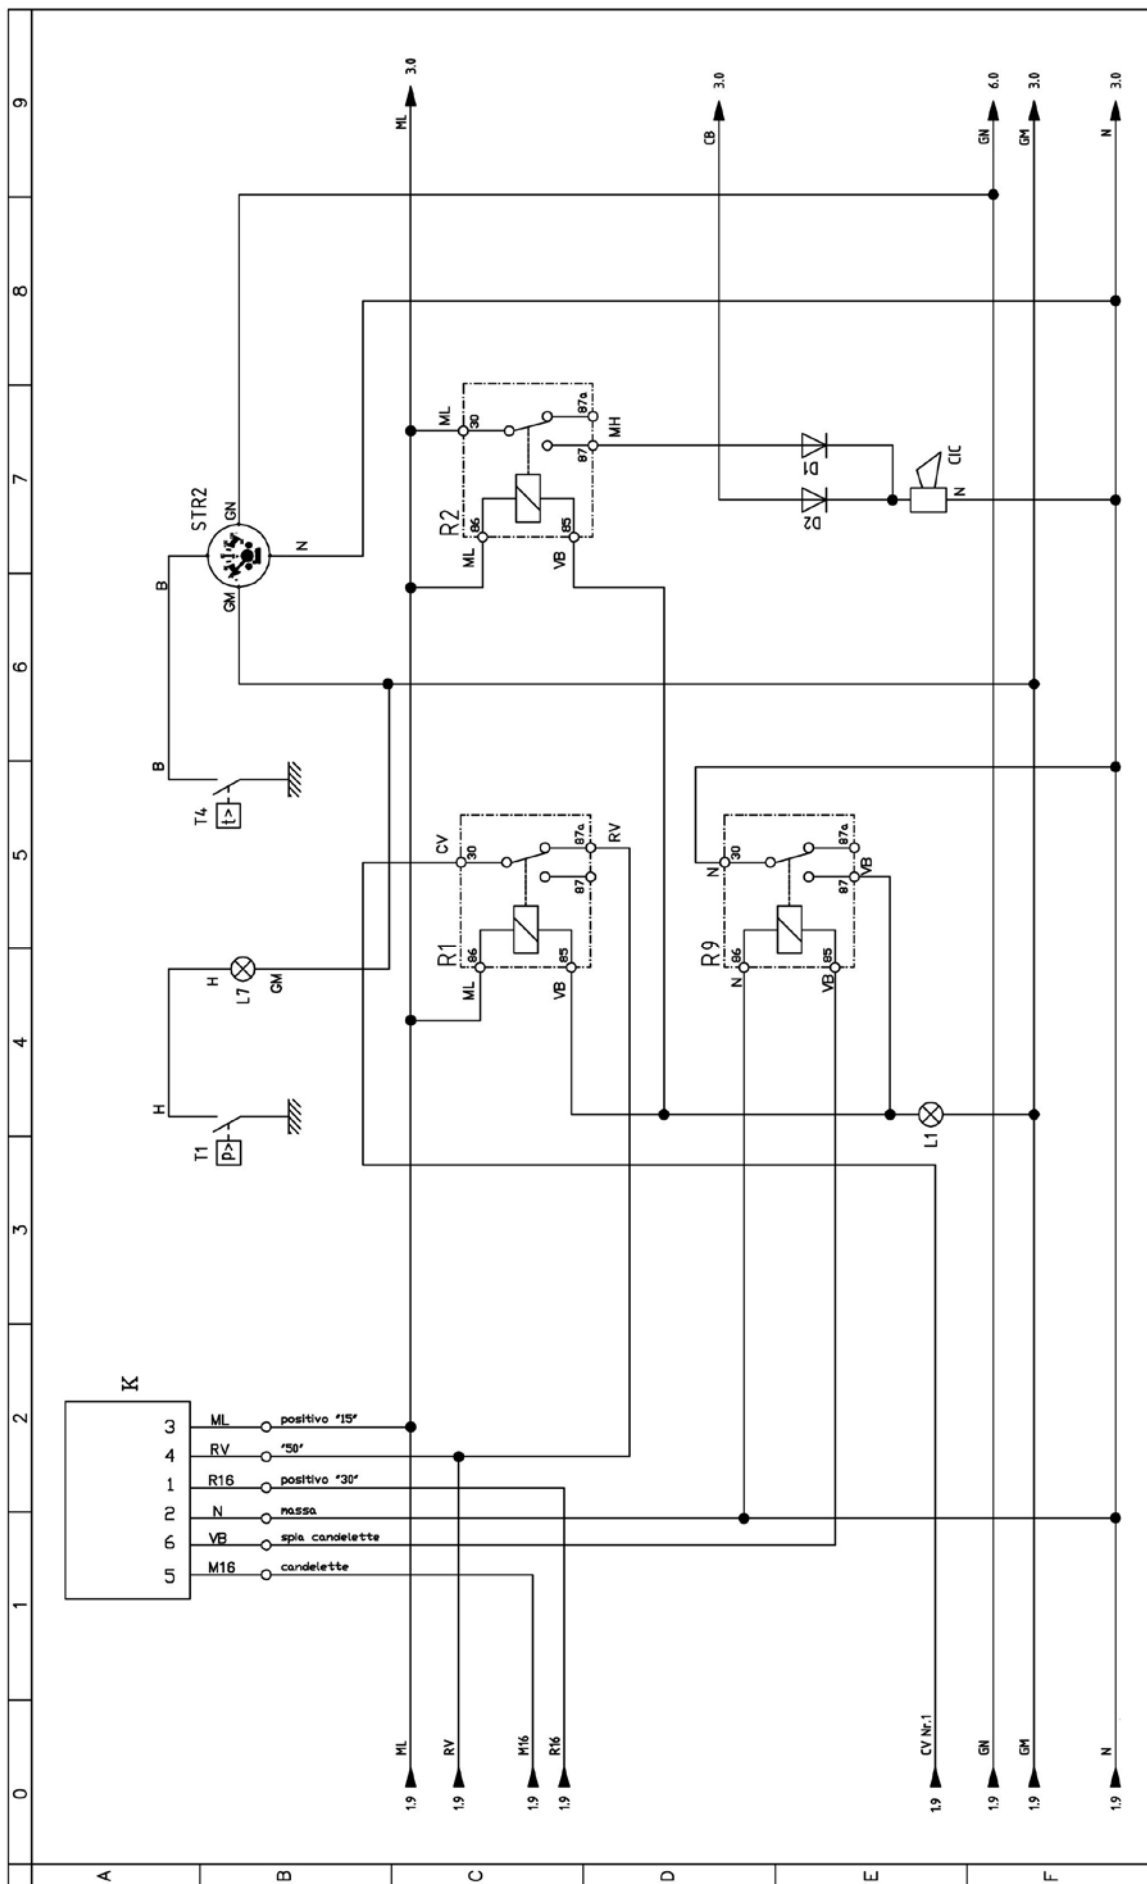 0 1 2 3 4 5 6 7 8 9
A
B
C
D
E
F
K
3 ML positivo "15"
4 RV "50"
1 R16 positivo "30"
2 N massa
6 VB spia candelette
5 M16 candelette
T1
p>
H
H
L7
GM
T4
t>
B
B
STR2
GM
GN
N
R1
ML
86
85
VB
CV
30
87
87a
RV
R2
ML
86
85
VB
ML
30
87
87a
MH
R9
N
86
85
VB
N
30
87
87a
VB
L1
D2
D1
CIC
N
1.9 ML
1.9 RV
1.9 M16
1.9 R16
1.9 CV Nr.1
1.9 GN
1.9 GM
1.9 N
ML 3.0
CB 3.0
GN 6.0
GM 3.0
N 3.0